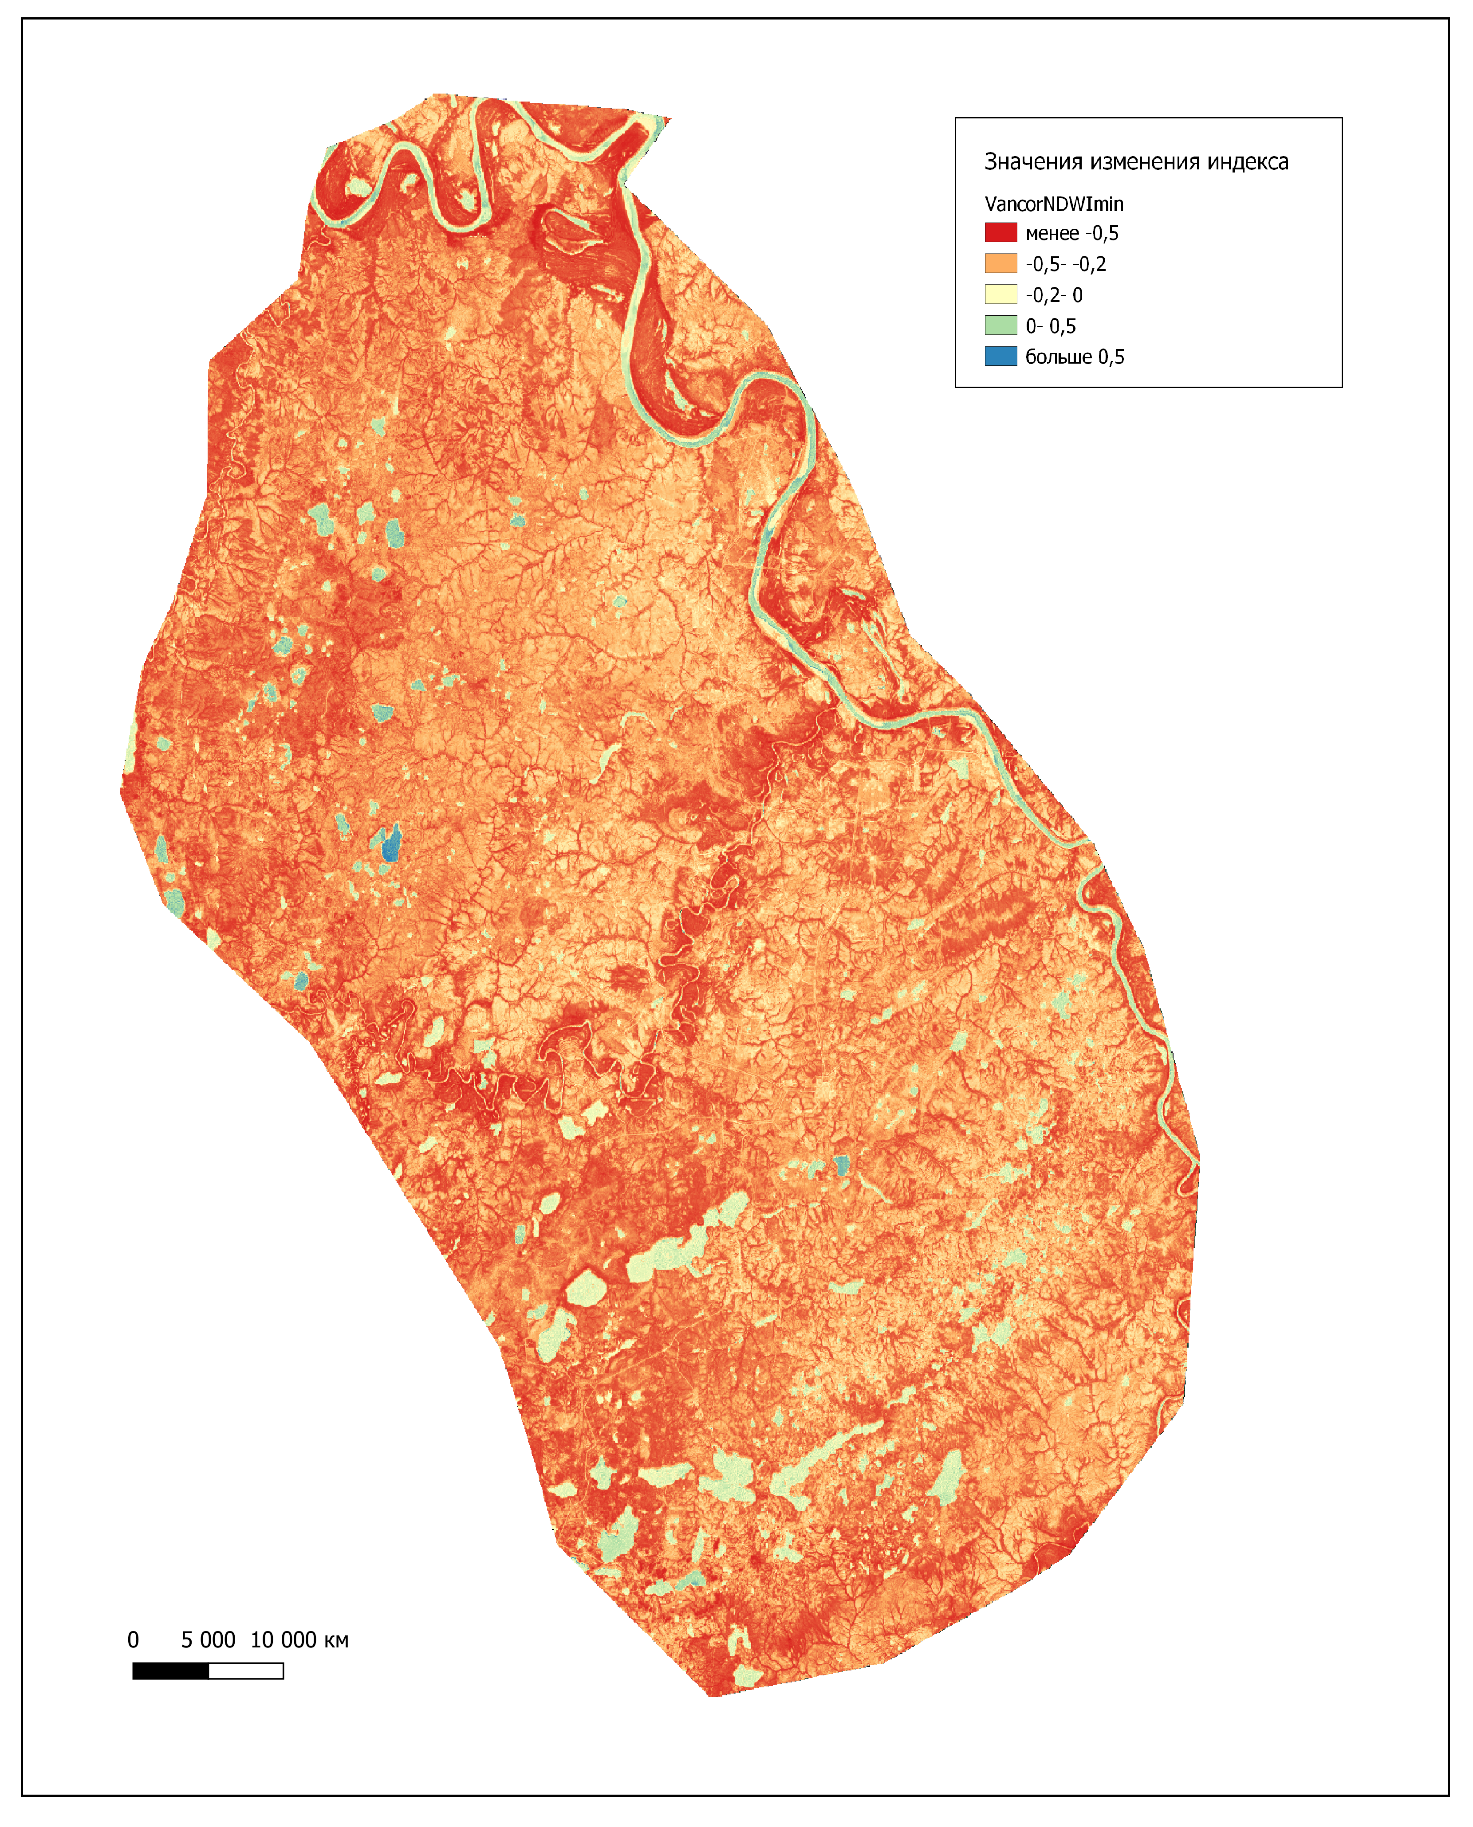 Значения изменения индекса
VancorNDWImin
менее -0,5
-0,5- -0,2
-0,2- 0
0- 0,5
больше 0,5
0 5 000 10 000 км